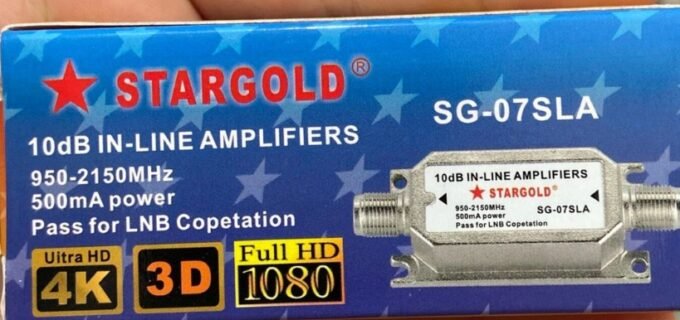 STARGOLD®
SG-07SLA
10dB IN-LINE AMPLIFIERS
950-2150MHz
500mA power
Pass for LNB Copetation
Uitra HD
4K
3D
Full HD
1080
10dB IN-LINE AMPLIFIERS
STARGOLD
950-2150MHz
500mA power
SG-07SLA
Pass for LNB Copetation